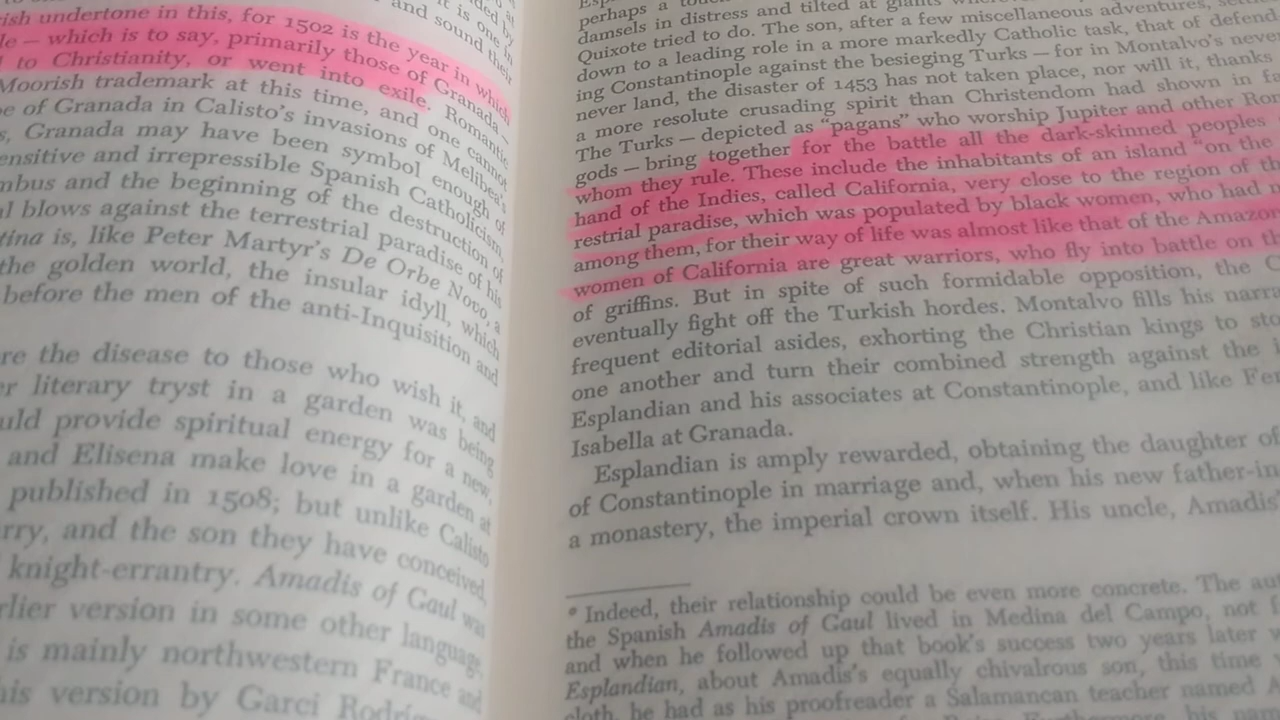 and sound their
rish undertone in this, for 1502 is the year in which
le — which is to say, primarily those of Granada,
to Christianity, or went into exile. Romantic
Moorish trademark at this time, and one cannot
e of Granada in Calisto's invasions of Melibea's
s, Granada may have been symbol enough of
ensitive and irrepressible Spanish Catholicism,
mbus and the beginning of the destruction of
al blows against the terrestrial paradise of his
tina is, like Peter Martyr's De Orbe Novo, a
the golden world, the insular idyll, which
before the men of the anti-Inquisition and
re the disease to those who wish it, and
er literary tryst in a garden was being
uld provide spiritual energy for a new,
and Elisena make love in a garden at
published in 1508; but unlike Calisto
rry, and the son they have conceived,
knight-errantry. Amadis of Gaul was
rlier version in some other language,
is mainly northwestern France and
his version by Garci Rodrí
perhaps a
damsels in distress and tilted at giants
Quixote tried to do. The son, after a few miscellaneous adventures,
down to a leading role in a more markedly Catholic task, that of defend
ing Constantinople against the besieging Turks — for in Montalvo's never
never land, the disaster of 1453 has not taken place, nor will it, thanks
a more resolute crusading spirit than Christendom had shown in
The Turks — depicted as "pagans" who worship Jupiter and other Ro
gods — bring together for the battle all the dark-skinned peoples
whom they rule. These include the inhabitants of an island "on the
hand of the Indies, called California, very close to the region of
restrial paradise, which was populated by black women, who had
among them, for their way of life was almost like that of the Amazon
women of California are great warriors, who fly into battle on
of griffins. But in spite of such formidable opposition, the
eventually fight off the Turkish hordes. Montalvo fills his narra
frequent editorial asides, exhorting the Christian kings to
one another and turn their combined strength against the
Esplandian and his associates at Constantinople, and like Fe
Isabella at Granada.
Esplandian is amply rewarded, obtaining the daughter of
of Constantinople in marriage and, when his new father-in
a monastery, the imperial crown itself. His uncle, Amadis
* Indeed, their relationship could be even more concrete. The au
the Spanish Amadis of Gaul lived in Medina del Campo, not
and when he followed up that book's success two years later
Esplandian, about Amadis's equally chivalrous son, this time
cloth, he had as his proofreader a Salamancan teacher named